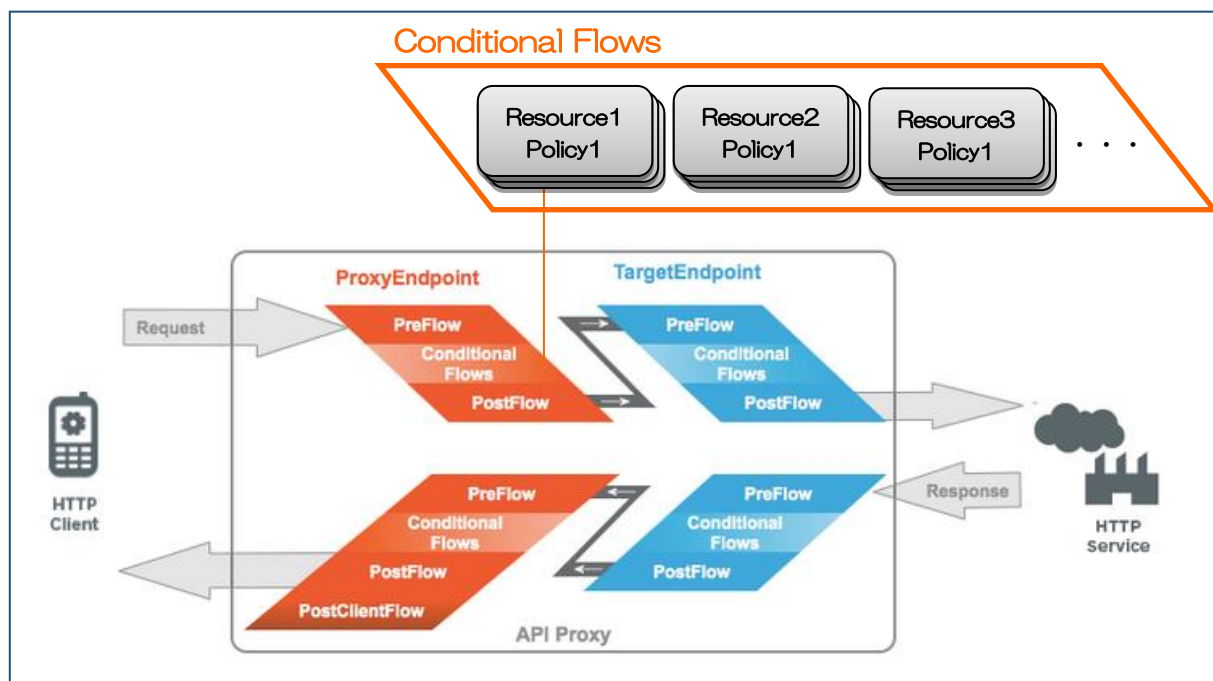 Conditional Flows
Resource1
Policy1
Resource2
Policy1
Resource3
Policy1
. . .
ProxyEndpoint
TargetEndpoint
Request
PreFlow
Conditional
Flows
PostFlow
PreFlow
Conditional
Flows
PostFlow
HTTP
Client
PreFlow
Conditional
Flows
PostFlow
PostClientFlow
PreFlow
Conditional
Flows
PostFlow
Response
HTTP
Service
API Proxy